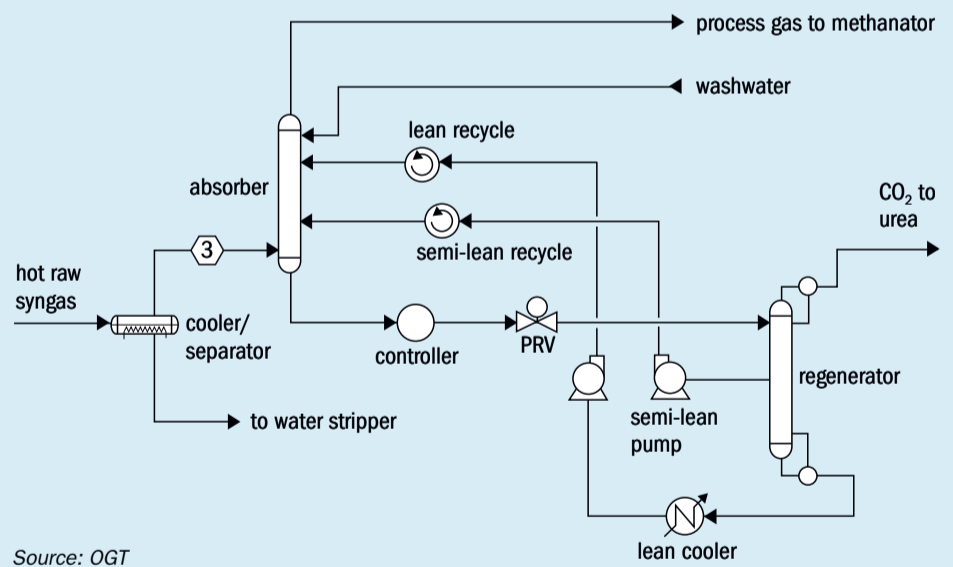 process gas to methanator
washwater
lean recycle
absorber
CO₂ to
urea
3
semi-lean recycle
hot raw
syngas
cooler/
separator
controller
PRV
regenerator
to water stripper
semi-lean
pump
lean cooler
Source: OGT